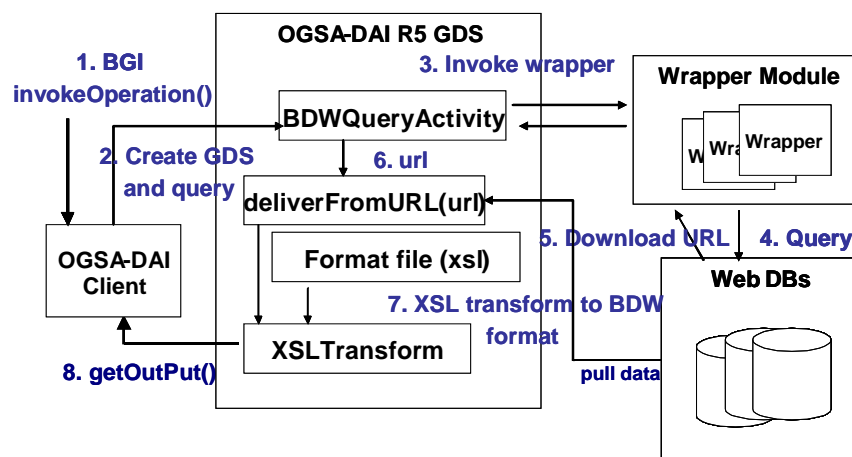 OGSA-DAI R5 GDS
1. BGI
invokeOperation()
3. Invoke wrapper
Wrapper Module
BDWQueryActivity
Wrapper
2. Create GDS
and query
6. url
deliverFromURL(url)
5. Download URL
4. Query
OGSA-DAI
Client
Format file (xsl)
Web DBs
7. XSL transform to BDW
format
XSLTransform
8. getOutPut()
pull data